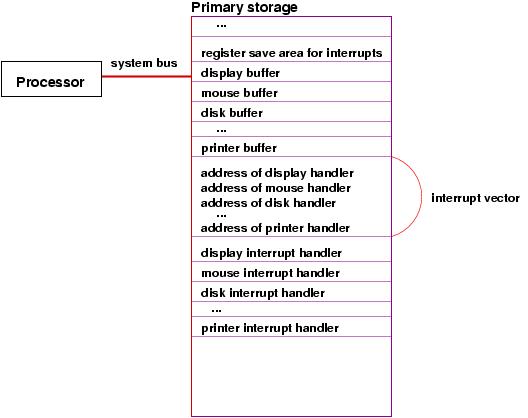 Primary storage
...
register save area for interrupts
system bus
display buffer
Processor
mouse buffer
disk buffer
...
printer buffer
address of display handler
address of mouse handler
interrupt vector
address of disk handler
...
address of printer handler
display interrupt handler
mouse interrupt handler
disk interrupt handler
...
printer interrupt handler